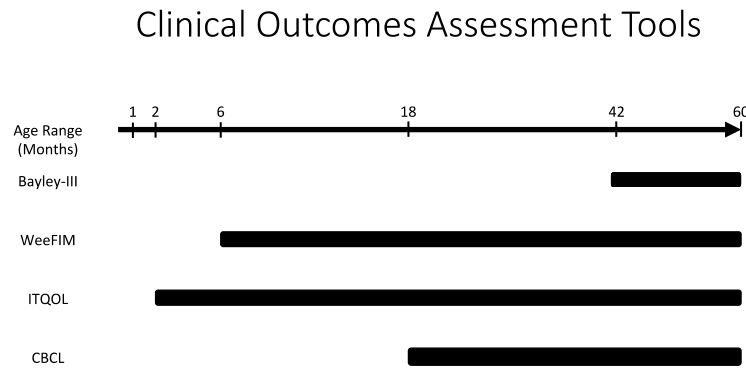 Clinical Outcomes Assessment Tools
1 2 6 18 42 60
Age Range
(Months)
Bayley-III
WeeFIM
ITQOL
CBCL